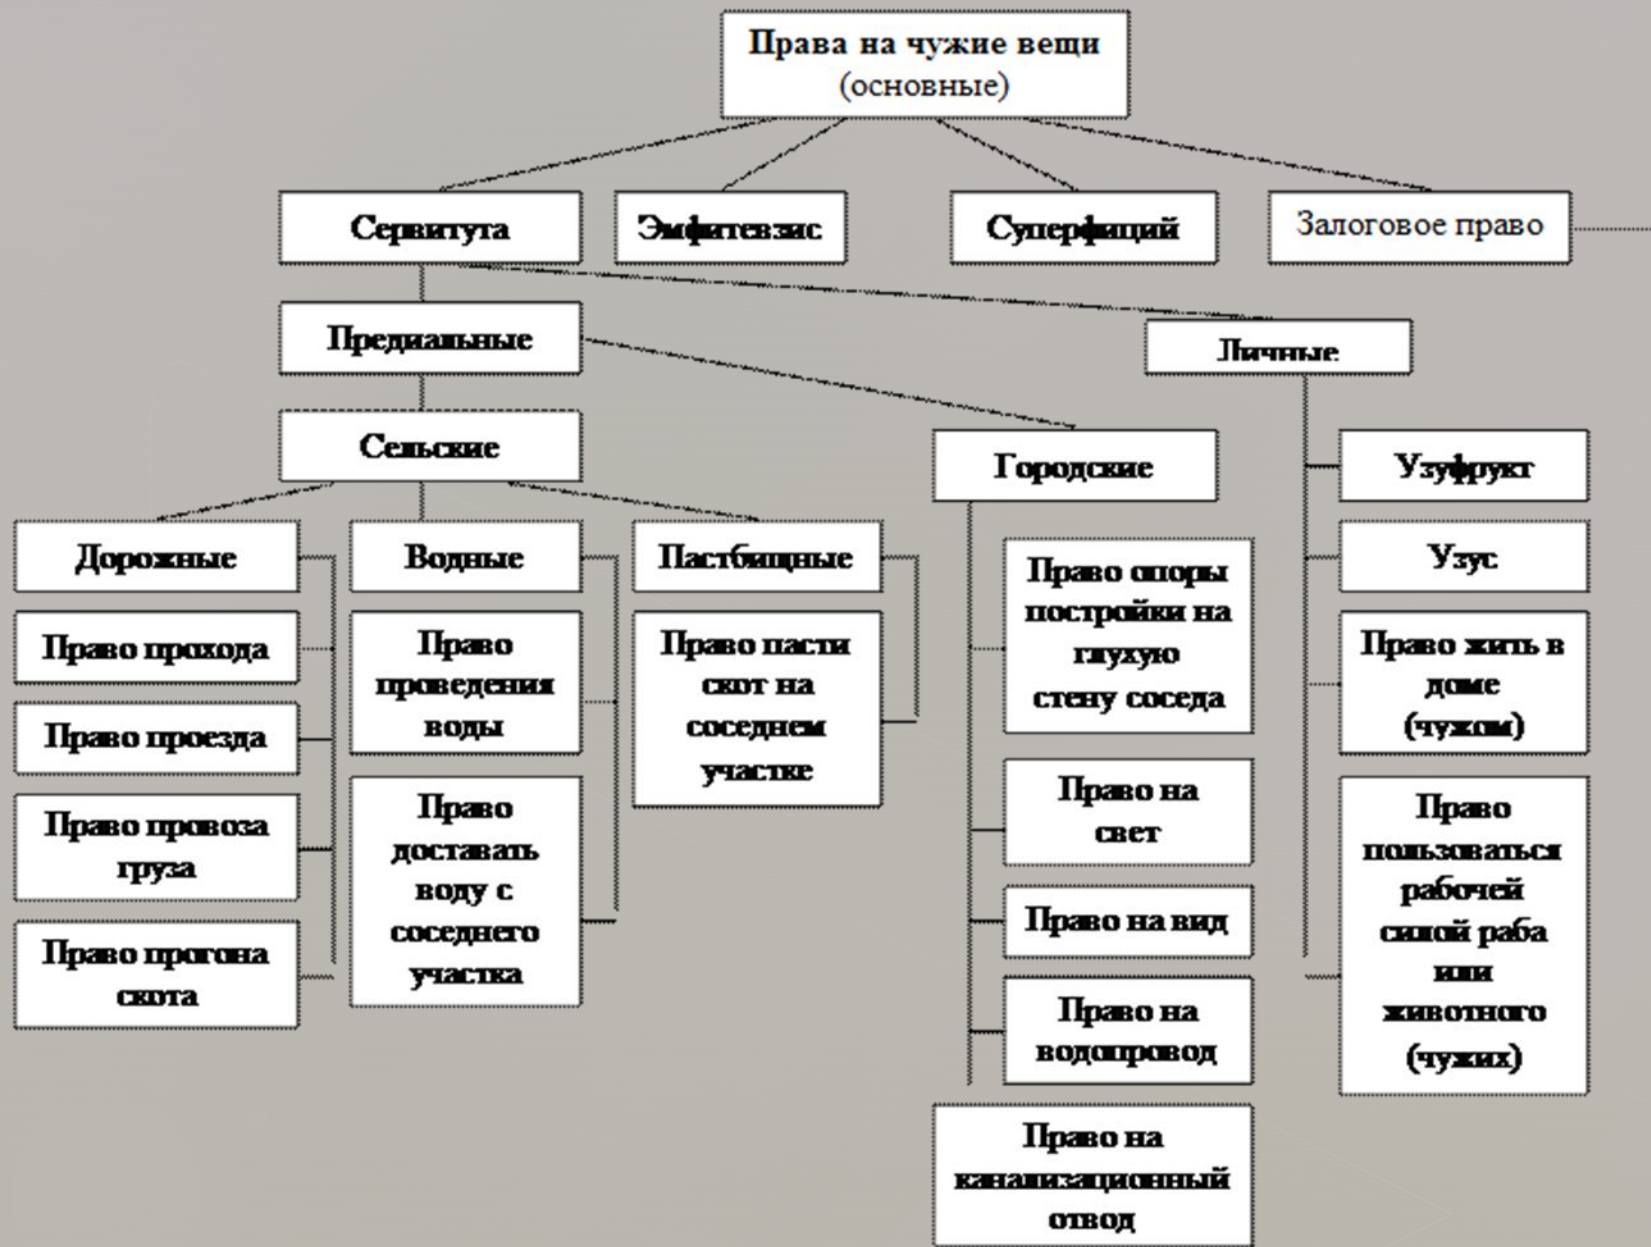 Права на чужие вещи
(основные)
Сервитута
Эмфитевзис
Суперфиций
Залоговое право
Предиальные
Личные
Сельские
Городские
Дорожные
Право прохода
Право проезда
Право провоза
груза
Право прогона
скота
Водные
Право
проведения
воды
Право
доставать
воду с
соседнего
участка
Пастбищные
Право пасти
скот на
соседнем
участке
Право опоры
постройки на
глухую
стену соседа
Право на
свет
Право на вид
Право на
водопровод
Право на
канализационный
отвод
Узуфрукт
Узус
Право жить в
доме
(чужом)
Право
пользоваться
рабочей
силой раба
или
животного
(чужих)